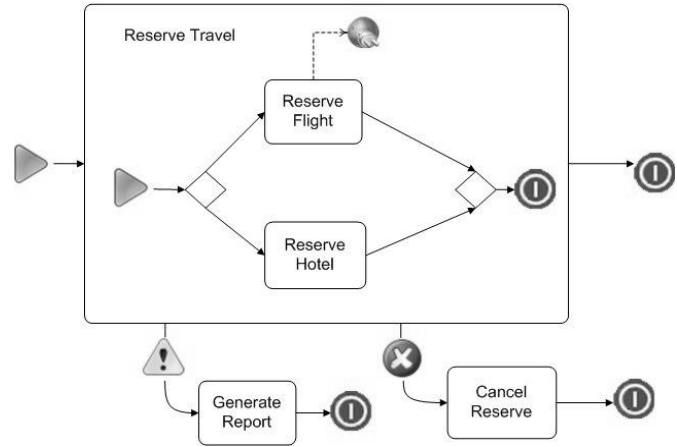 Reserve Travel
Reserve
Flight
Reserve
Hotel
Generate
Report
Cancel
Reserve